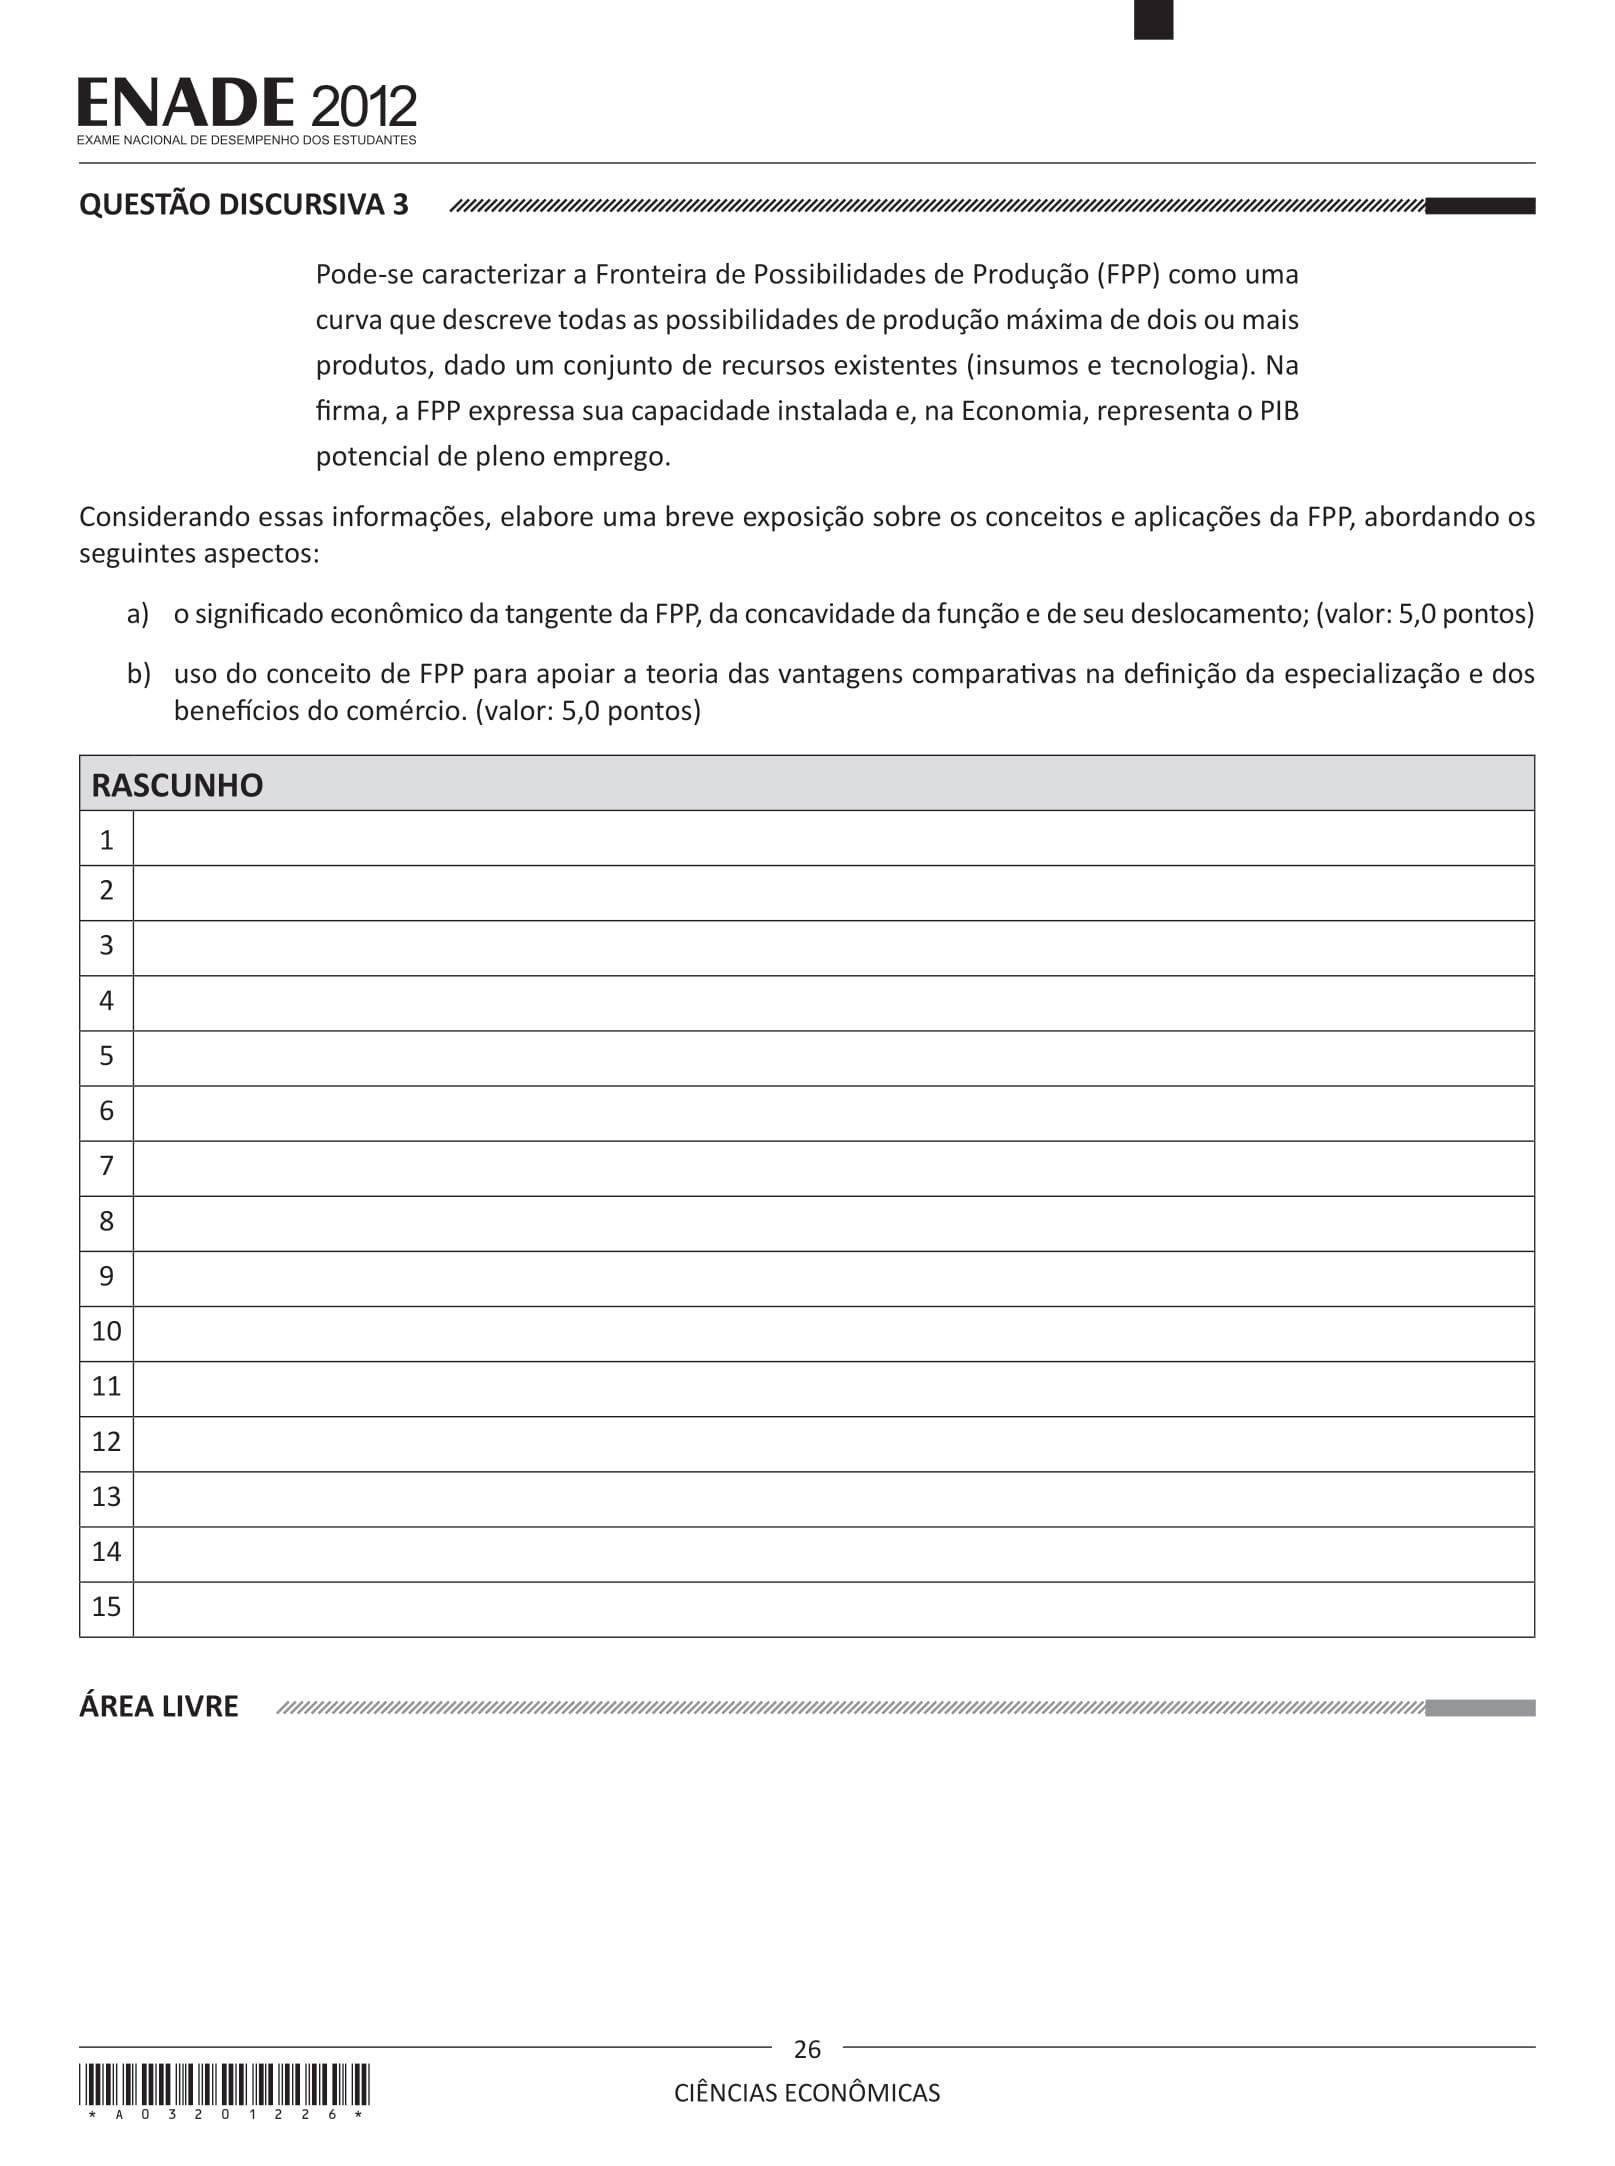 ENADE 2012
EXAME NACIONAL DE DESEMPENHO DOS ESTUDANTES
QUESTÃO DISCURSIVA 3
Pode-se caracterizar a Fronteira de Possibilidades de Produção (FPP) como uma
curva que descreve todas as possibilidades de produção máxima de dois ou mais
produtos, dado um conjunto de recursos existentes (insumos e tecnologia). Na
firma, a FPP expressa sua capacidade instalada e, na Economia, representa o PIB
potencial de pleno emprego.
Considerando essas informações, elabore uma breve exposição sobre os conceitos e aplicações da FPP, abordando os
seguintes aspectos:
a) o significado econômico da tangente da FPP, da concavidade da função e de seu deslocamento; (valor: 5,0 pontos)
b) uso do conceito de FPP para apoiar a teoria das vantagens comparativas na definição da especialização e dos
benefícios do comércio. (valor: 5,0 pontos)
RASCUNHO
1
2
3
4
5
6
7
8
9
10
11
12
13
14
15
ÁREA LIVRE
26
CIÊNCIAS ECONÔMICAS
* A 0 3 2 0 1 2 2 6 *